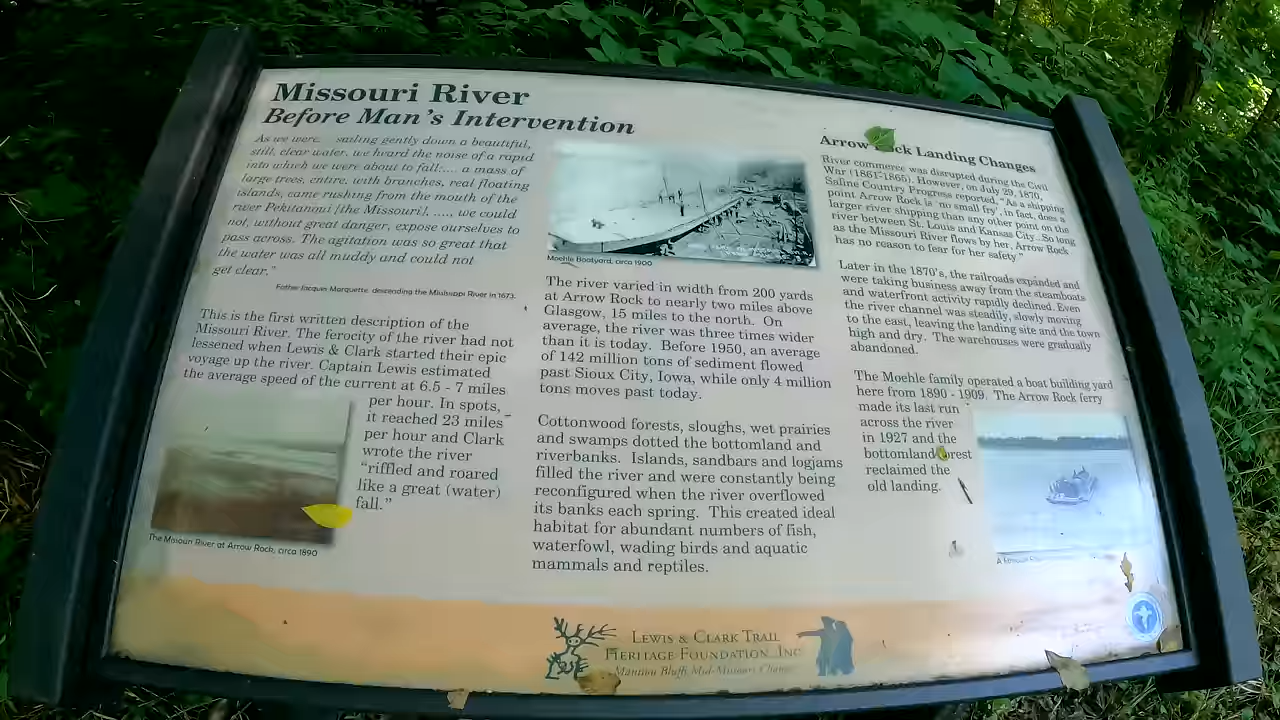 Missouri River
Before Man's Intervention
As we were.... sailing gently down a beautiful,
still, clear water, we heard the noise of a rapid
into which we were about to fall..... a mass of
large trees, entire, with branches, real floating
islands, came rushing from the mouth of the
river Pekitanoui [the Missouri]. ..... we could
not, without great danger, expose ourselves to
pass across. The agitation was so great that
the water was all muddy and could not
get clear."
Father Jacquin Marquette, descending the Mississippi River in 1673.
This is the first written description of the
Missouri River. The ferocity of the river had not
lessened when Lewis & Clark started their epic
voyage up the river. Captain Lewis estimated
the average speed of the current at 6.5 - 7 miles
per hour. In spots,
it reached 23 miles
per hour and Clark
wrote the river
"riffled and roared
like a great (water)
fall."
The Missouri River at Arrow Rock, circa 1890
Moehle Boatyard, circa 1900
The river varied in width from 200 yards
at Arrow Rock to nearly two miles above
Glasgow, 15 miles to the north. On
average, the river was three times wider
than it is today. Before 1950, an average
of 142 million tons of sediment flowed
past Sioux City, Iowa, while only 4 million
tons moves past today.
Cottonwood forests, sloughs, wet prairies
and swamps dotted the bottomland and
riverbanks. Islands, sandbars and logjams
filled the river and were constantly being
reconfigured when the river overflowed
its banks each spring. This created ideal
habitat for abundant numbers of fish,
waterfowl, wading birds and aquatic
mammals and reptiles.
Arrow Rock Landing Changes
River commerce was disrupted during the Civil
War (1861-1865). However, on July 29, 1870,
Saline Country Progress reported, "As a shipping
point Arrow Rock is 'no small fry', in fact, does a
larger river shipping than any other point on the
river between St. Louis and Kansas City...So long
as the Missouri River flows by her, Arrow Rock
has no reason to fear for her safety."
Later in the 1870's, the railroads expanded and
were taking business away from the steamboats
and waterfront activity rapidly declined. Even
the river channel was steadily, slowly moving
to the east, leaving the landing site and the town
high and dry. The warehouses were gradually
abandoned.
The Moehle family operated a boat building yard
here from 1890 - 1909. The Arrow Rock ferry
made its last run
across the river
in 1927 and the
bottomland forest
reclaimed the
old landing.
LEWIS & CLARK TRAIL
HERITAGE FOUNDATION, INC
Manitou Bluffs Mid-Missouri